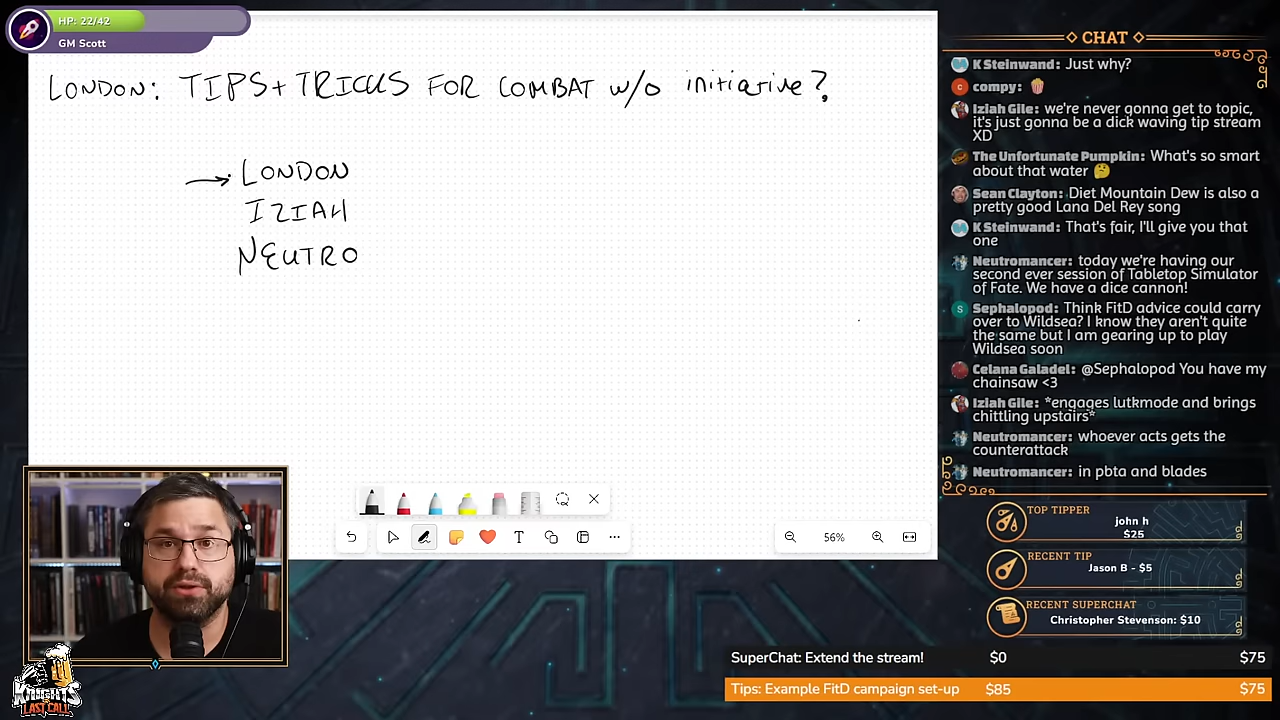 HP: 22/42
GM Scott
LONDON: TIPS + TRICKS FOR COMBAT w/o initiative?
→ LONDON
IZIAH
NEUTRO
56%
CHAT
K Steinwand: Just why?
compy: 🍿
Iziah Gile: we're never gonna get to topic,
it's just gonna be a dick waving tip stream
XD
The Unfortunate Pumpkin: What's so smart
about that water 🤔
Sean Clayton: Diet Mountain Dew is also a
pretty good Lana Del Rey song
K Steinwand: That's fair, I'll give you that
one
Neutromancer: today we're having our
second ever session of Tabletop Simulator
of Fate. We have a dice cannon!
Sephalopod: Think FitD advice could carry
over to Wildsea? I know they aren't quite
the same but I am gearing up to play
Wildsea soon
Celana Galadel: @Sephalopod You have my
chainsaw <3
Iziah Gile: *engages lutkmode and brings
chittling upstairs*
Neutromancer: whoever acts gets the
counterattack
Neutromancer: in pbta and blades
TOP TIPPER
john h
$25
RECENT TIP
Jason B - $5
RECENT SUPERCHAT
Christopher Stevenson: $10
SuperChat: Extend the stream! $0 $75
Tips: Example FitD campaign set-up $85 $75
KNIGHTS
LAST CALL